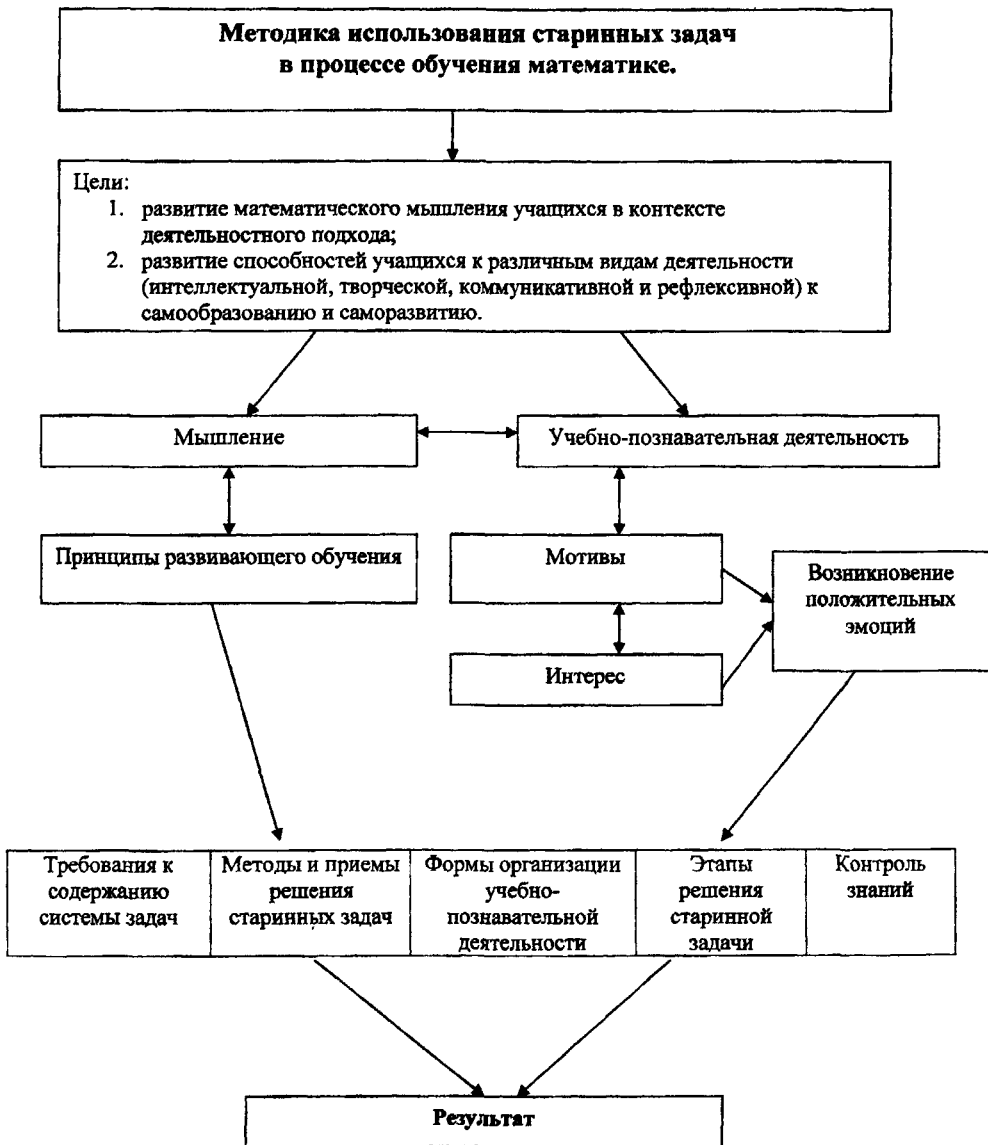 Методика использования старинных задач
в процессе обучения математике.
Цели:
1. развитие математического мышления учащихся в контексте
деятельностного подхода;
2. развитие способностей учащихся к различным видам деятельности
(интеллектуальной, творческой, коммуникативной и рефлексивной) к
самообразованию и саморазвитию.
Мышление
Учебно-познавательная деятельность
Принципы развивающего обучения
Мотивы
Возникновение
положительных
эмоций
Интерес
Требования к
содержанию
системы задач
Методы и приемы
решения
старинных задач
Формы организации
учебно-
познавательной
деятельности
Этапы
решения
старинной
задачи
Контроль
знаний
Результат